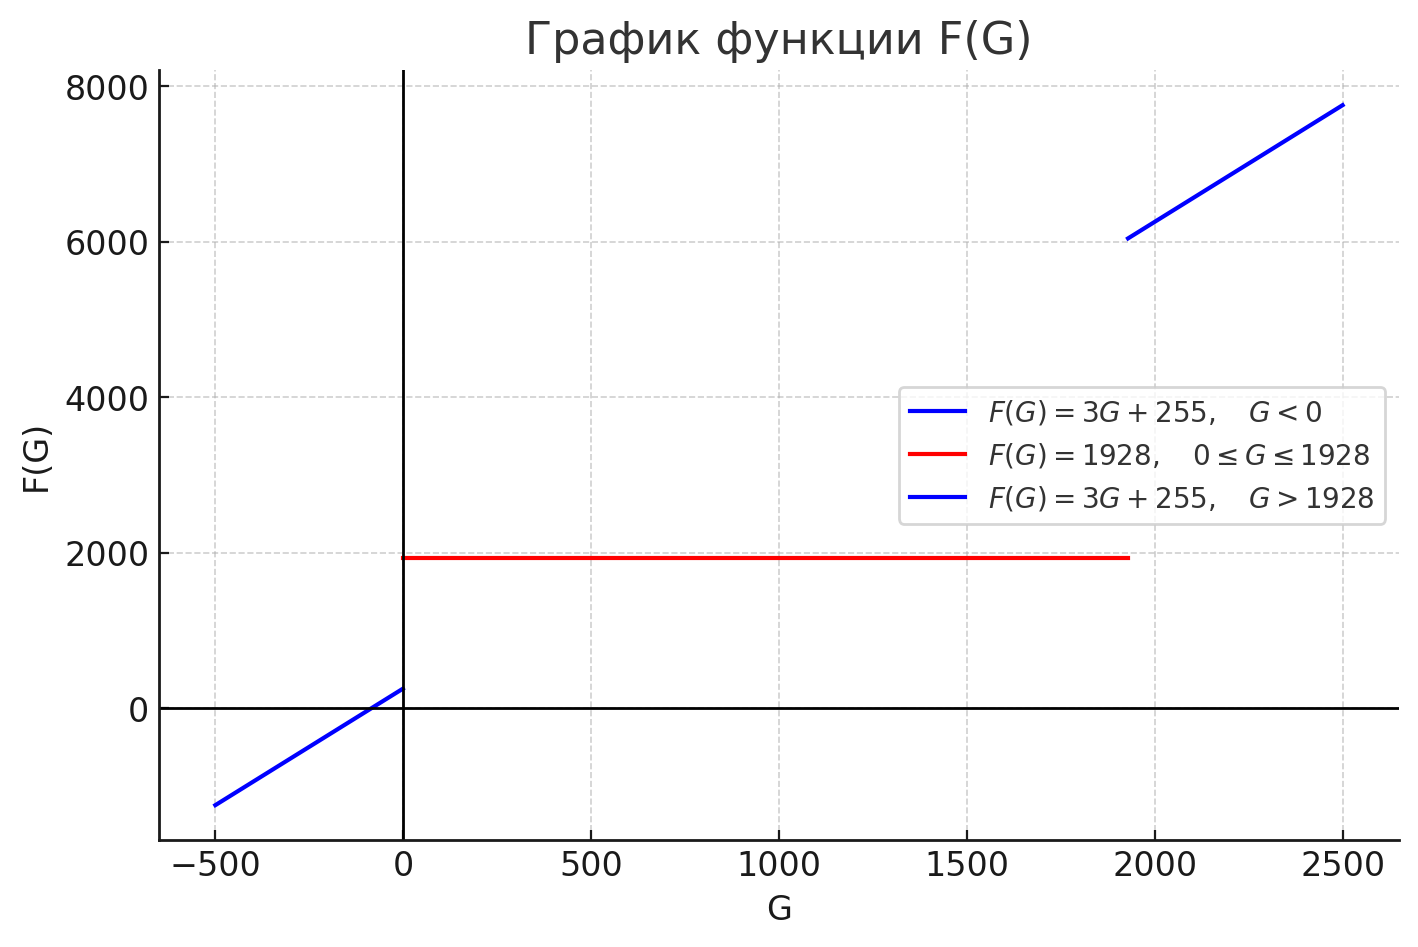 График функции F(G)
8000
6000
4000
2000
0
F(G)
F(G) = 3G + 255, G < 0
F(G) = 1928, 0 ≤ G ≤ 1928
F(G) = 3G + 255, G > 1928
−500 0 500 1000 1500 2000 2500
G